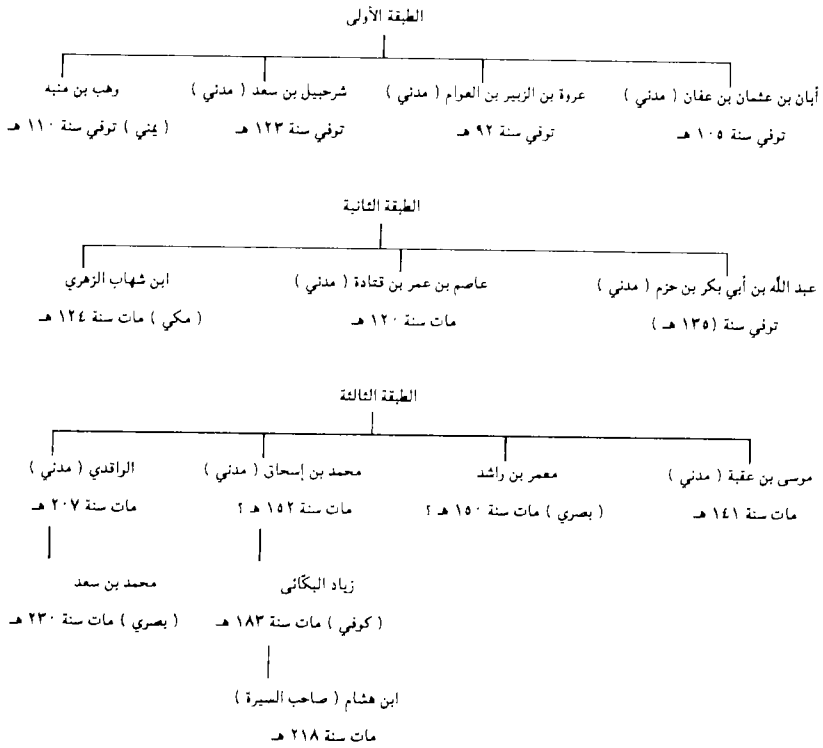 الطبقة الأولى
أبان بن عثمان بن عفان ( مدني ) عروة بن الزبير بن العوام ( مدني ) شرحبيل بن سعد ( مدني ) وهب بن منبه
توفي سنة ١٠٥ هـ توفي سنة ٩٢ هـ توفي سنة ١٢٣ هـ ( يمني ) توفي سنة ١١٠ هـ
الطبقة الثانية
عبد اللَّه بن أبي بكر بن حزم ( مدني ) عاصم بن عمر بن قتادة ( مدني ) ابن شهاب الزهري
توفي سنة (١٣٥ هـ ) مات سنة ١٢٠ هـ ( مكي ) مات سنة ١٢٤ هـ
الطبقة الثالثة
موسى بن عقبة ( مدني ) معمر بن راشد محمد بن إسحاق ( مدني ) الواقدي ( مدني )
مات سنة ١٤١ هـ ( بصري ) مات سنة ١٥٠ هـ ؟ مات سنة ١٥٢ هـ ؟ مات سنة ٢٠٧ هـ
زياد البكّائى محمد بن سعد
( كوفي ) مات سنة ١٨٣ هـ ( بصري ) مات سنة ٢٣٠ هـ
ابن هشام ( صاحب السيرة )
مات سنة ٢١٨ هـ